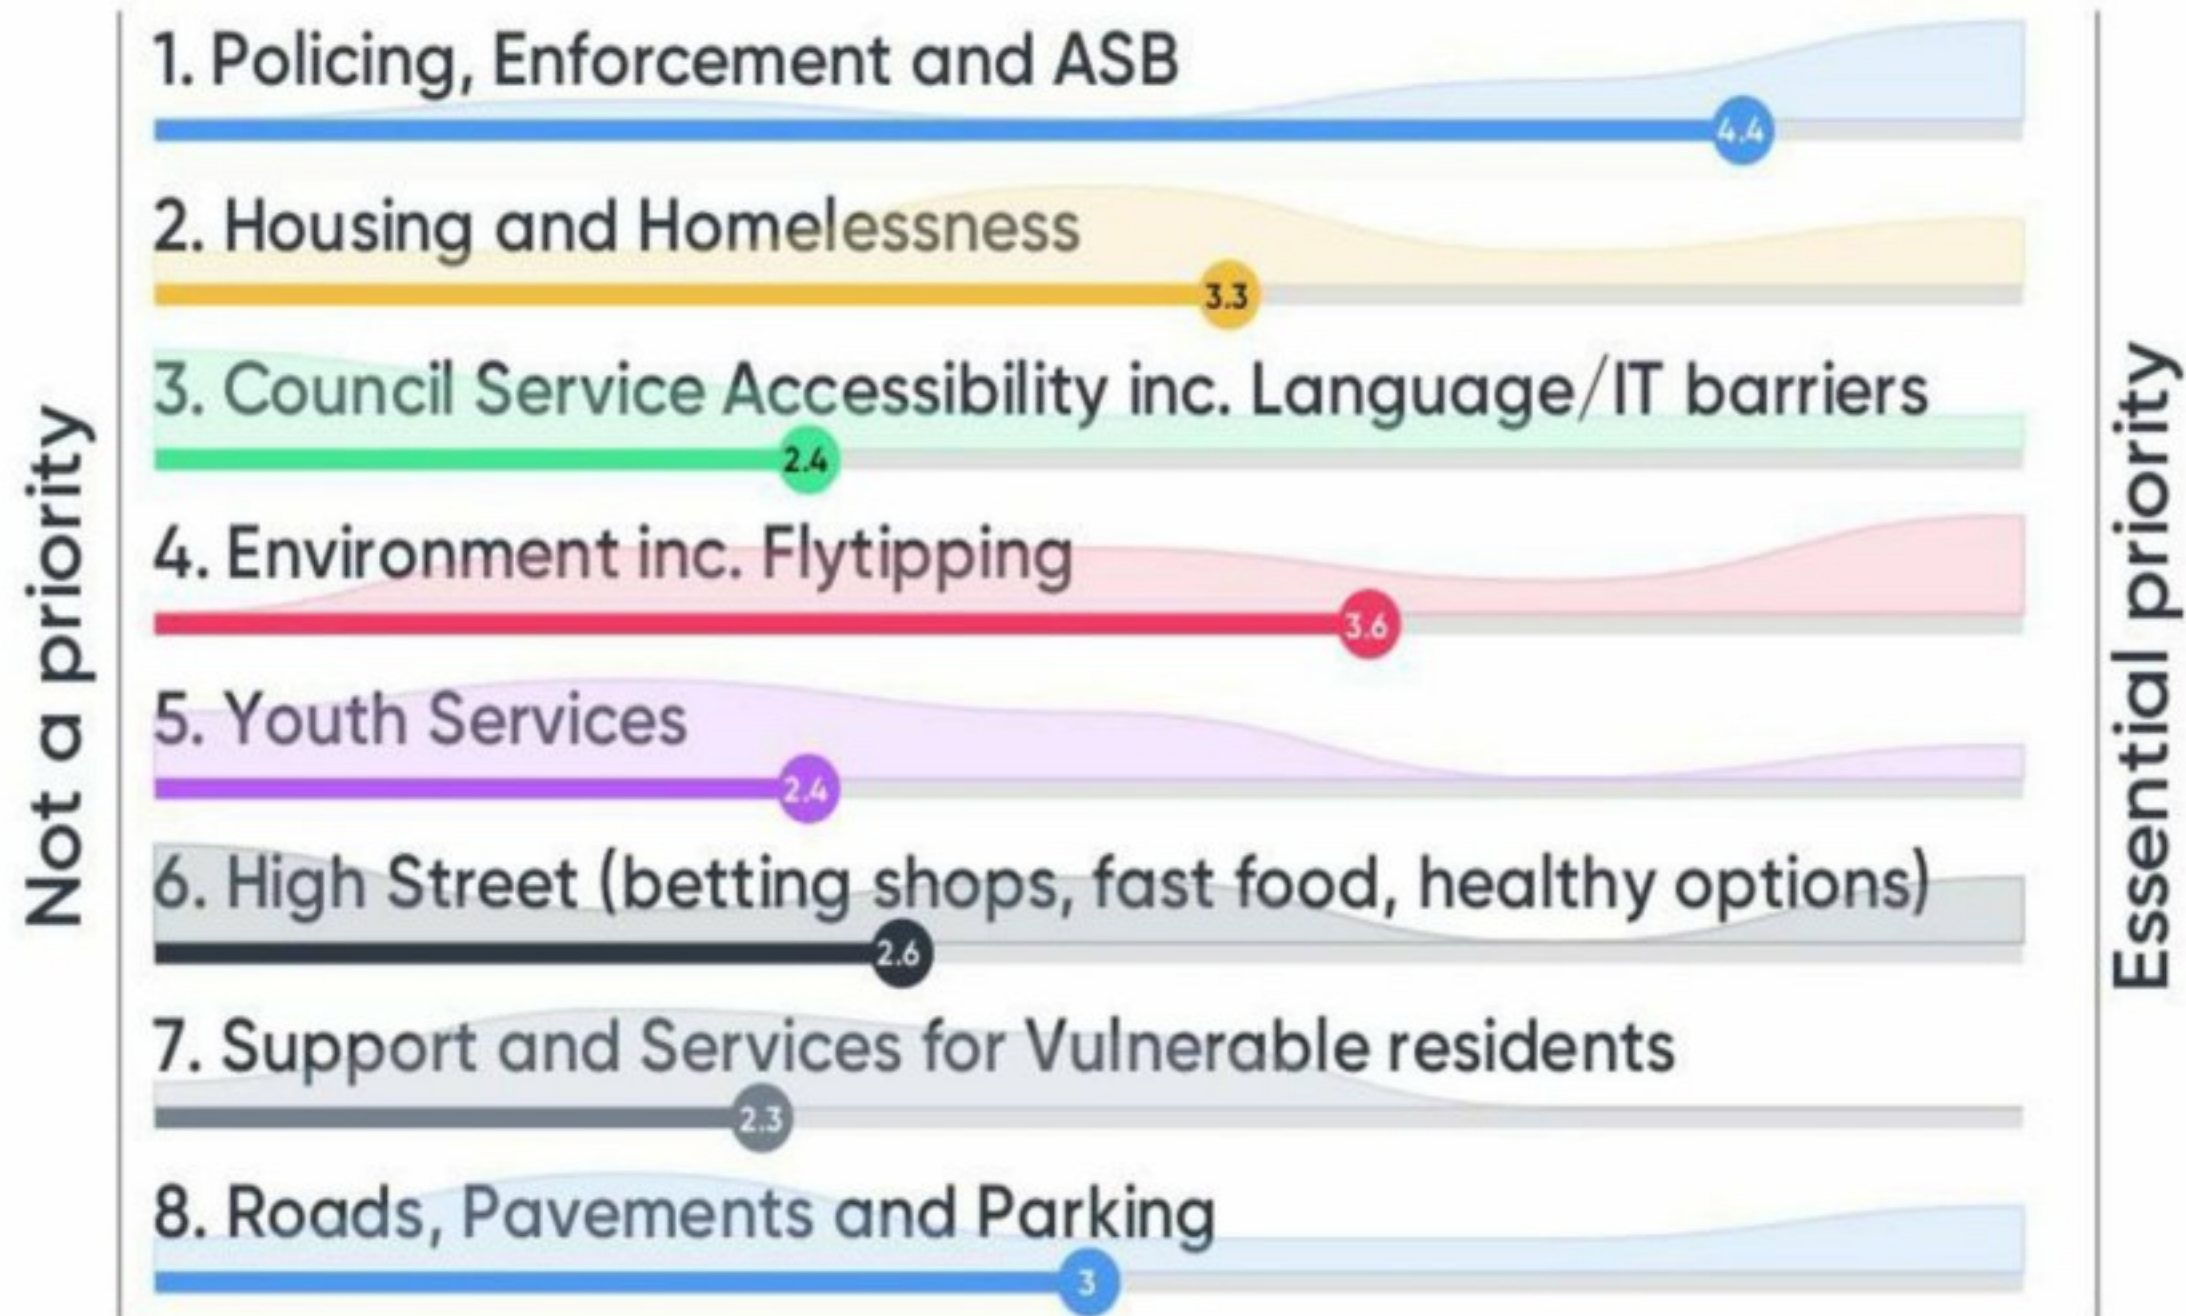 1. Policing, Enforcement and ASB
4.4
2. Housing and Homelessness
3.3
3. Council Service Accessibility inc. Language/IT barriers
2.4
4. Environment inc. Flytipping
3.6
5. Youth Services
2.4
6. High Street (betting shops, fast food, healthy options)
2.6
7. Support and Services for Vulnerable residents
2.3
8. Roads, Pavements and Parking
3
Not a priority
Essential priority